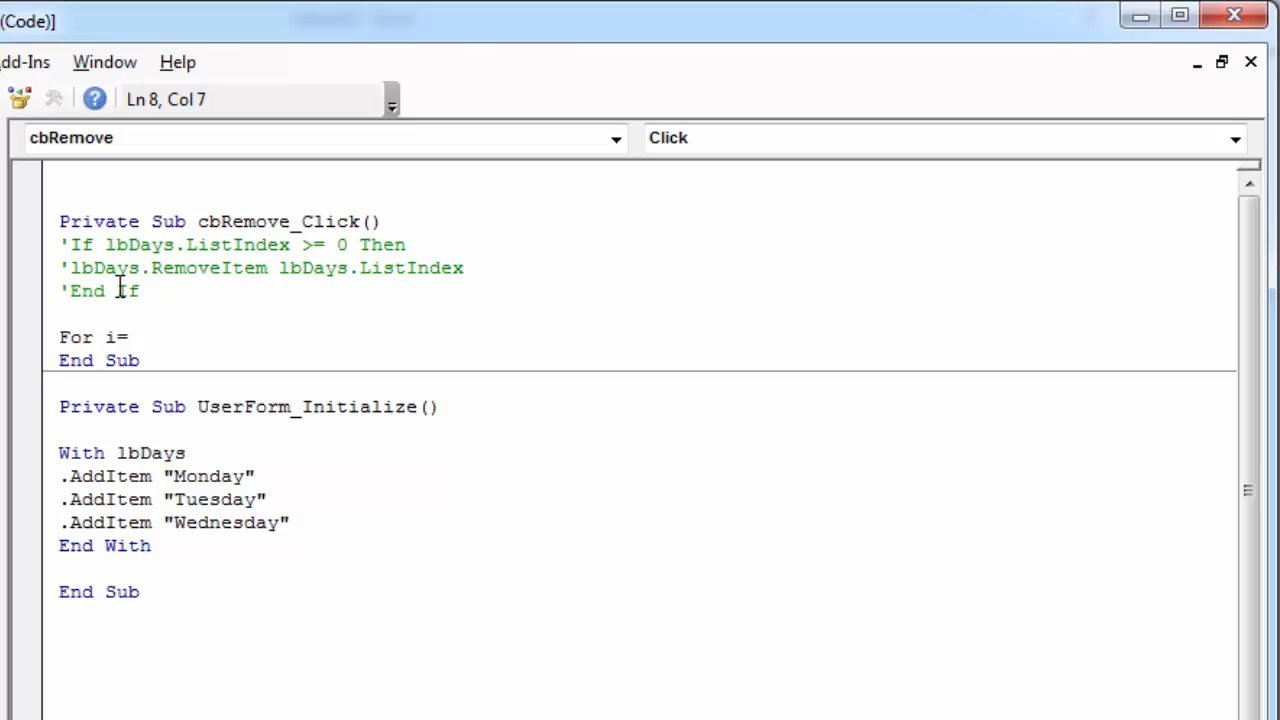 (Code)]
dd-Ins Window Help
Ln 8, Col 7
cbRemove Click
Private Sub cbRemove_Click()
'If lbDays.ListIndex >= 0 Then
'lbDays.RemoveItem lbDays.ListIndex
'End If
For i=
End Sub
Private Sub UserForm_Initialize()
With lbDays
.AddItem "Monday"
.AddItem "Tuesday"
.AddItem "Wednesday"
End With
End Sub